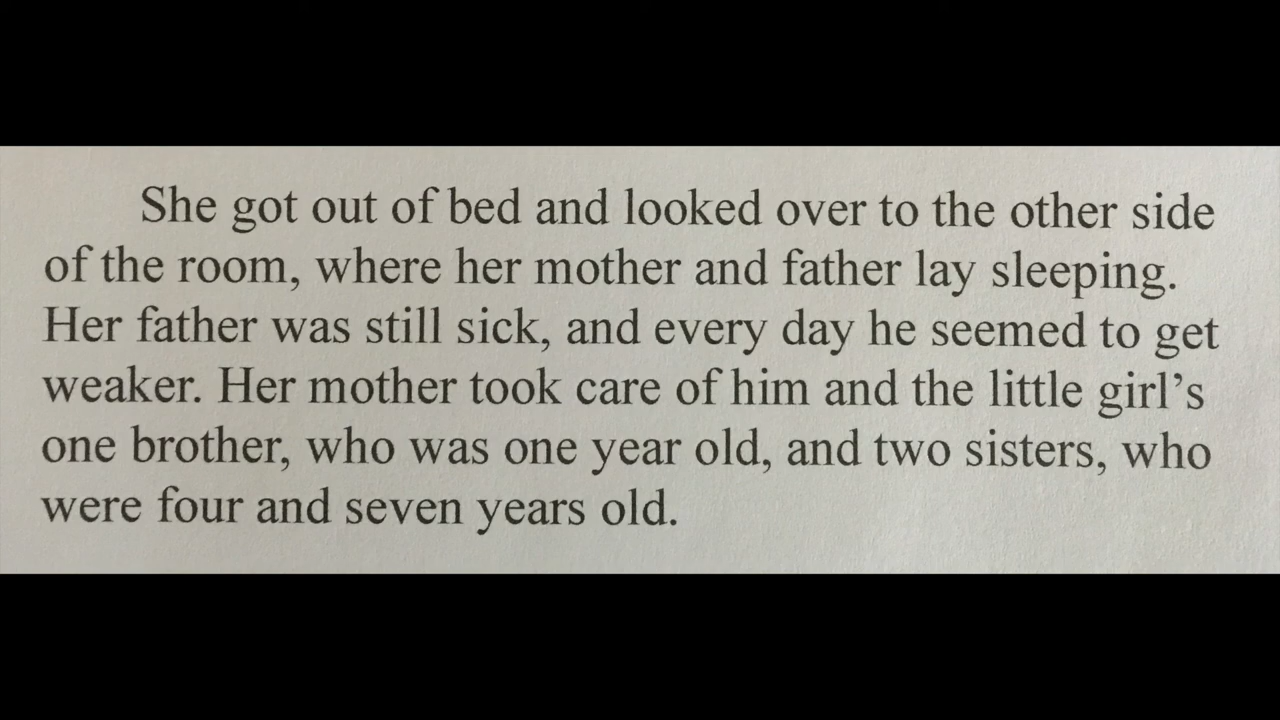 She got out of bed and looked over to the other side
of the room, where her mother and father lay sleeping.
Her father was still sick, and every day he seemed to get
weaker. Her mother took care of him and the little girl’s
one brother, who was one year old, and two sisters, who
were four and seven years old.